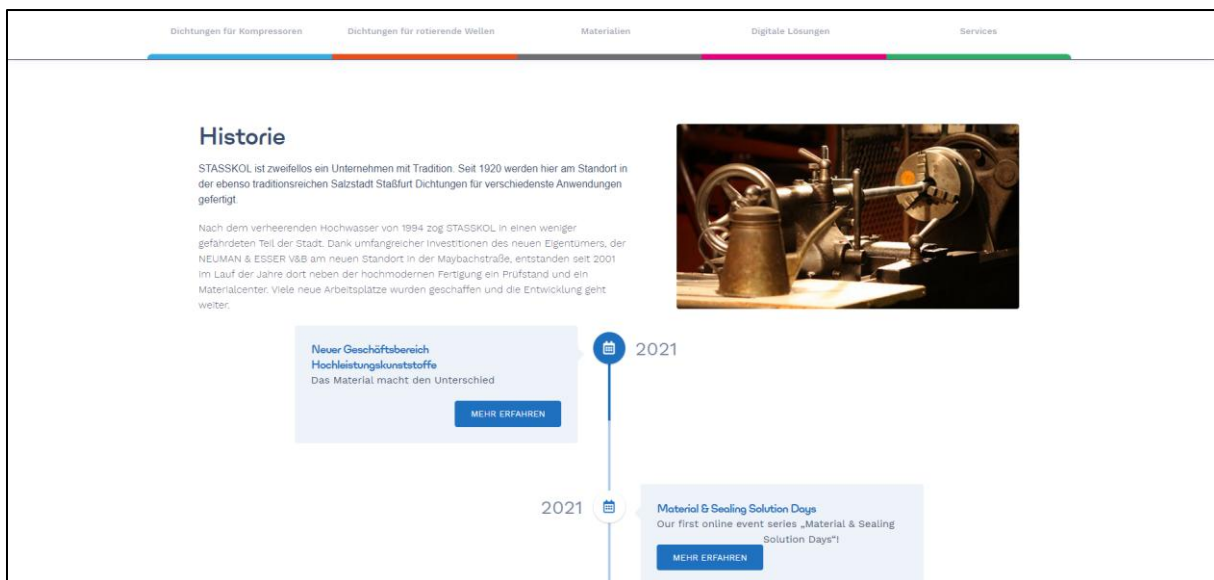 Dichtungen für Kompressoren
Dichtungen für rotierende Wellen
Materialien
Digitale Lösungen
Services
Historie
STASSKOL ist zweifellos ein Unternehmen mit Tradition. Seit 1920 werden hier am Standort in
der ebenso traditionsreichen Salzstadt Staßfurt Dichtungen für verschiedenste Anwendungen
gefertigt.
Nach dem verheerenden Hochwasser von 1994 zog STASSKOL in einen weniger
gefährdeten Teil der Stadt. Dank umfangreicher Investitionen des neuen Eigentümers, der
NEUMAN & ESSER V&B am neuen Standort in der Maybachstraße, entstanden seit 2001
im Lauf der Jahre dort neben der hochmodernen Fertigung ein Prüfstand und ein
Materialcenter. Viele neue Arbeitsplätze wurden geschaffen und die Entwicklung geht
weiter.
Neuer Geschäftsbereich
Hochleistungskunststoffe
Das Material macht den Unterschied
MEHR ERFAHREN
2021
2021
Material & Sealing Solution Days
Our first online event series „Material & Sealing
Solution Days"!
MEHR ERFAHREN